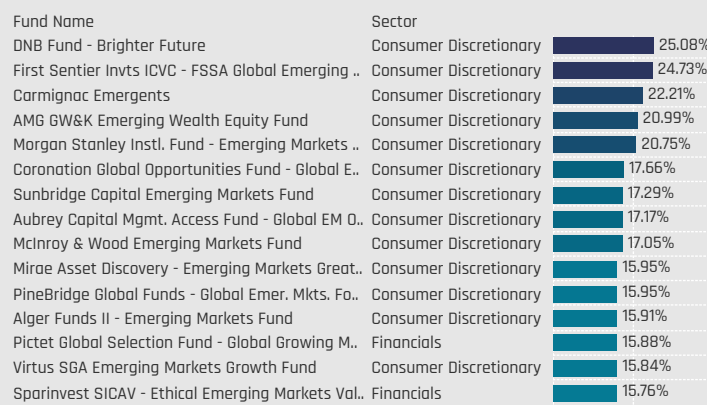 Fund Name Sector
DNB Fund - Brighter Future Consumer Discretionary 25.08%
First Sentier Invts ICVC - FSSA Global Emerging .. Consumer Discretionary 24.73%
Carmignac Emergents Consumer Discretionary 22.21%
AMG GW&K Emerging Wealth Equity Fund Consumer Discretionary 20.99%
Morgan Stanley Instl. Fund - Emerging Markets .. Consumer Discretionary 20.75%
Coronation Global Opportunities Fund - Global E.. Consumer Discretionary 17.66%
Sunbridge Capital Emerging Markets Fund Consumer Discretionary 17.29%
Aubrey Capital Mgmt. Access Fund - Global EM O.. Consumer Discretionary 17.17%
McInroy & Wood Emerging Markets Fund Consumer Discretionary 17.05%
Mirae Asset Discovery - Emerging Markets Great.. Consumer Discretionary 15.95%
PineBridge Global Funds - Global Emer. Mkts. Fo.. Consumer Discretionary 15.95%
Alger Funds II - Emerging Markets Fund Consumer Discretionary 15.91%
Pictet Global Selection Fund - Global Growing M.. Financials 15.88%
Virtus SGA Emerging Markets Growth Fund Consumer Discretionary 15.84%
Sparinvest SICAV - Ethical Emerging Markets Val.. Financials 15.76%